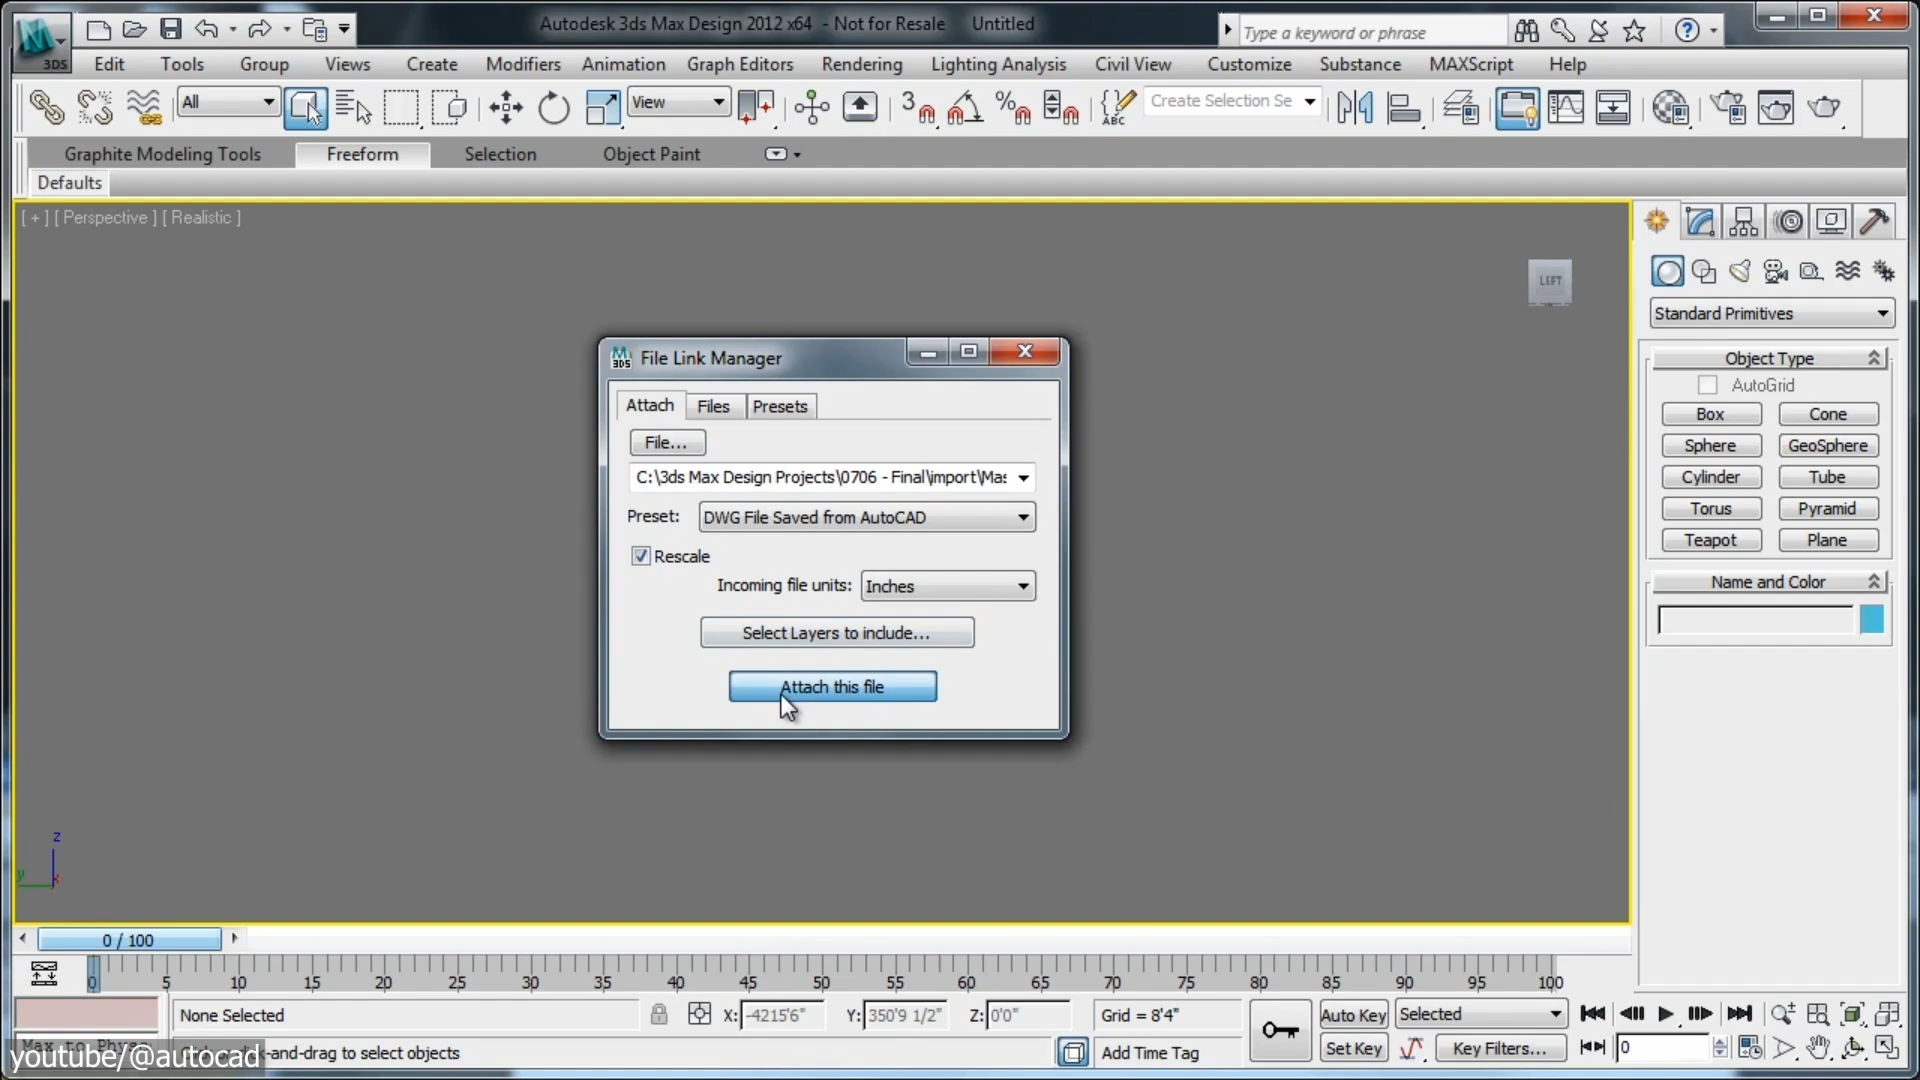 Autodesk 3ds Max Design 2012 x64 - Not for Resale Untitled
Type a keyword or phrase
3DS
Edit Tools Group Views Create Modifiers Animation Graph Editors Rendering Lighting Analysis Civil View Customize Substance MAXScript Help
All
View
3
%
ABC
Create Selection Se
Graphite Modeling Tools Freeform Selection Object Paint
Defaults
[ + ] [ Perspective ] [ Realistic ]
LEFT
Standard Primitives
Object Type
AutoGrid
Box Cone
Sphere GeoSphere
Cylinder Tube
Torus Pyramid
Teapot Plane
Name and Color
3DS
File Link Manager
Attach Files Presets
File...
C:\3ds Max Design Projects\0706 - Final\import\Mas
Preset: DWG File Saved from AutoCAD
Rescale
Incoming file units: Inches
Select Layers to include...
Attach this file
z
y x
0 / 100
0 5 10 15 20 25 30 35 40 45 50 55 60 65 70 75 80 85 90 95 100
None Selected
X: -4215'6" Y: 350'9 1/2" Z: 0'0" Grid = 8'4"
Auto Key Selected
youtube/@autocad
k-and-drag to select objects
Add Time Tag
Set Key Key Filters...
0